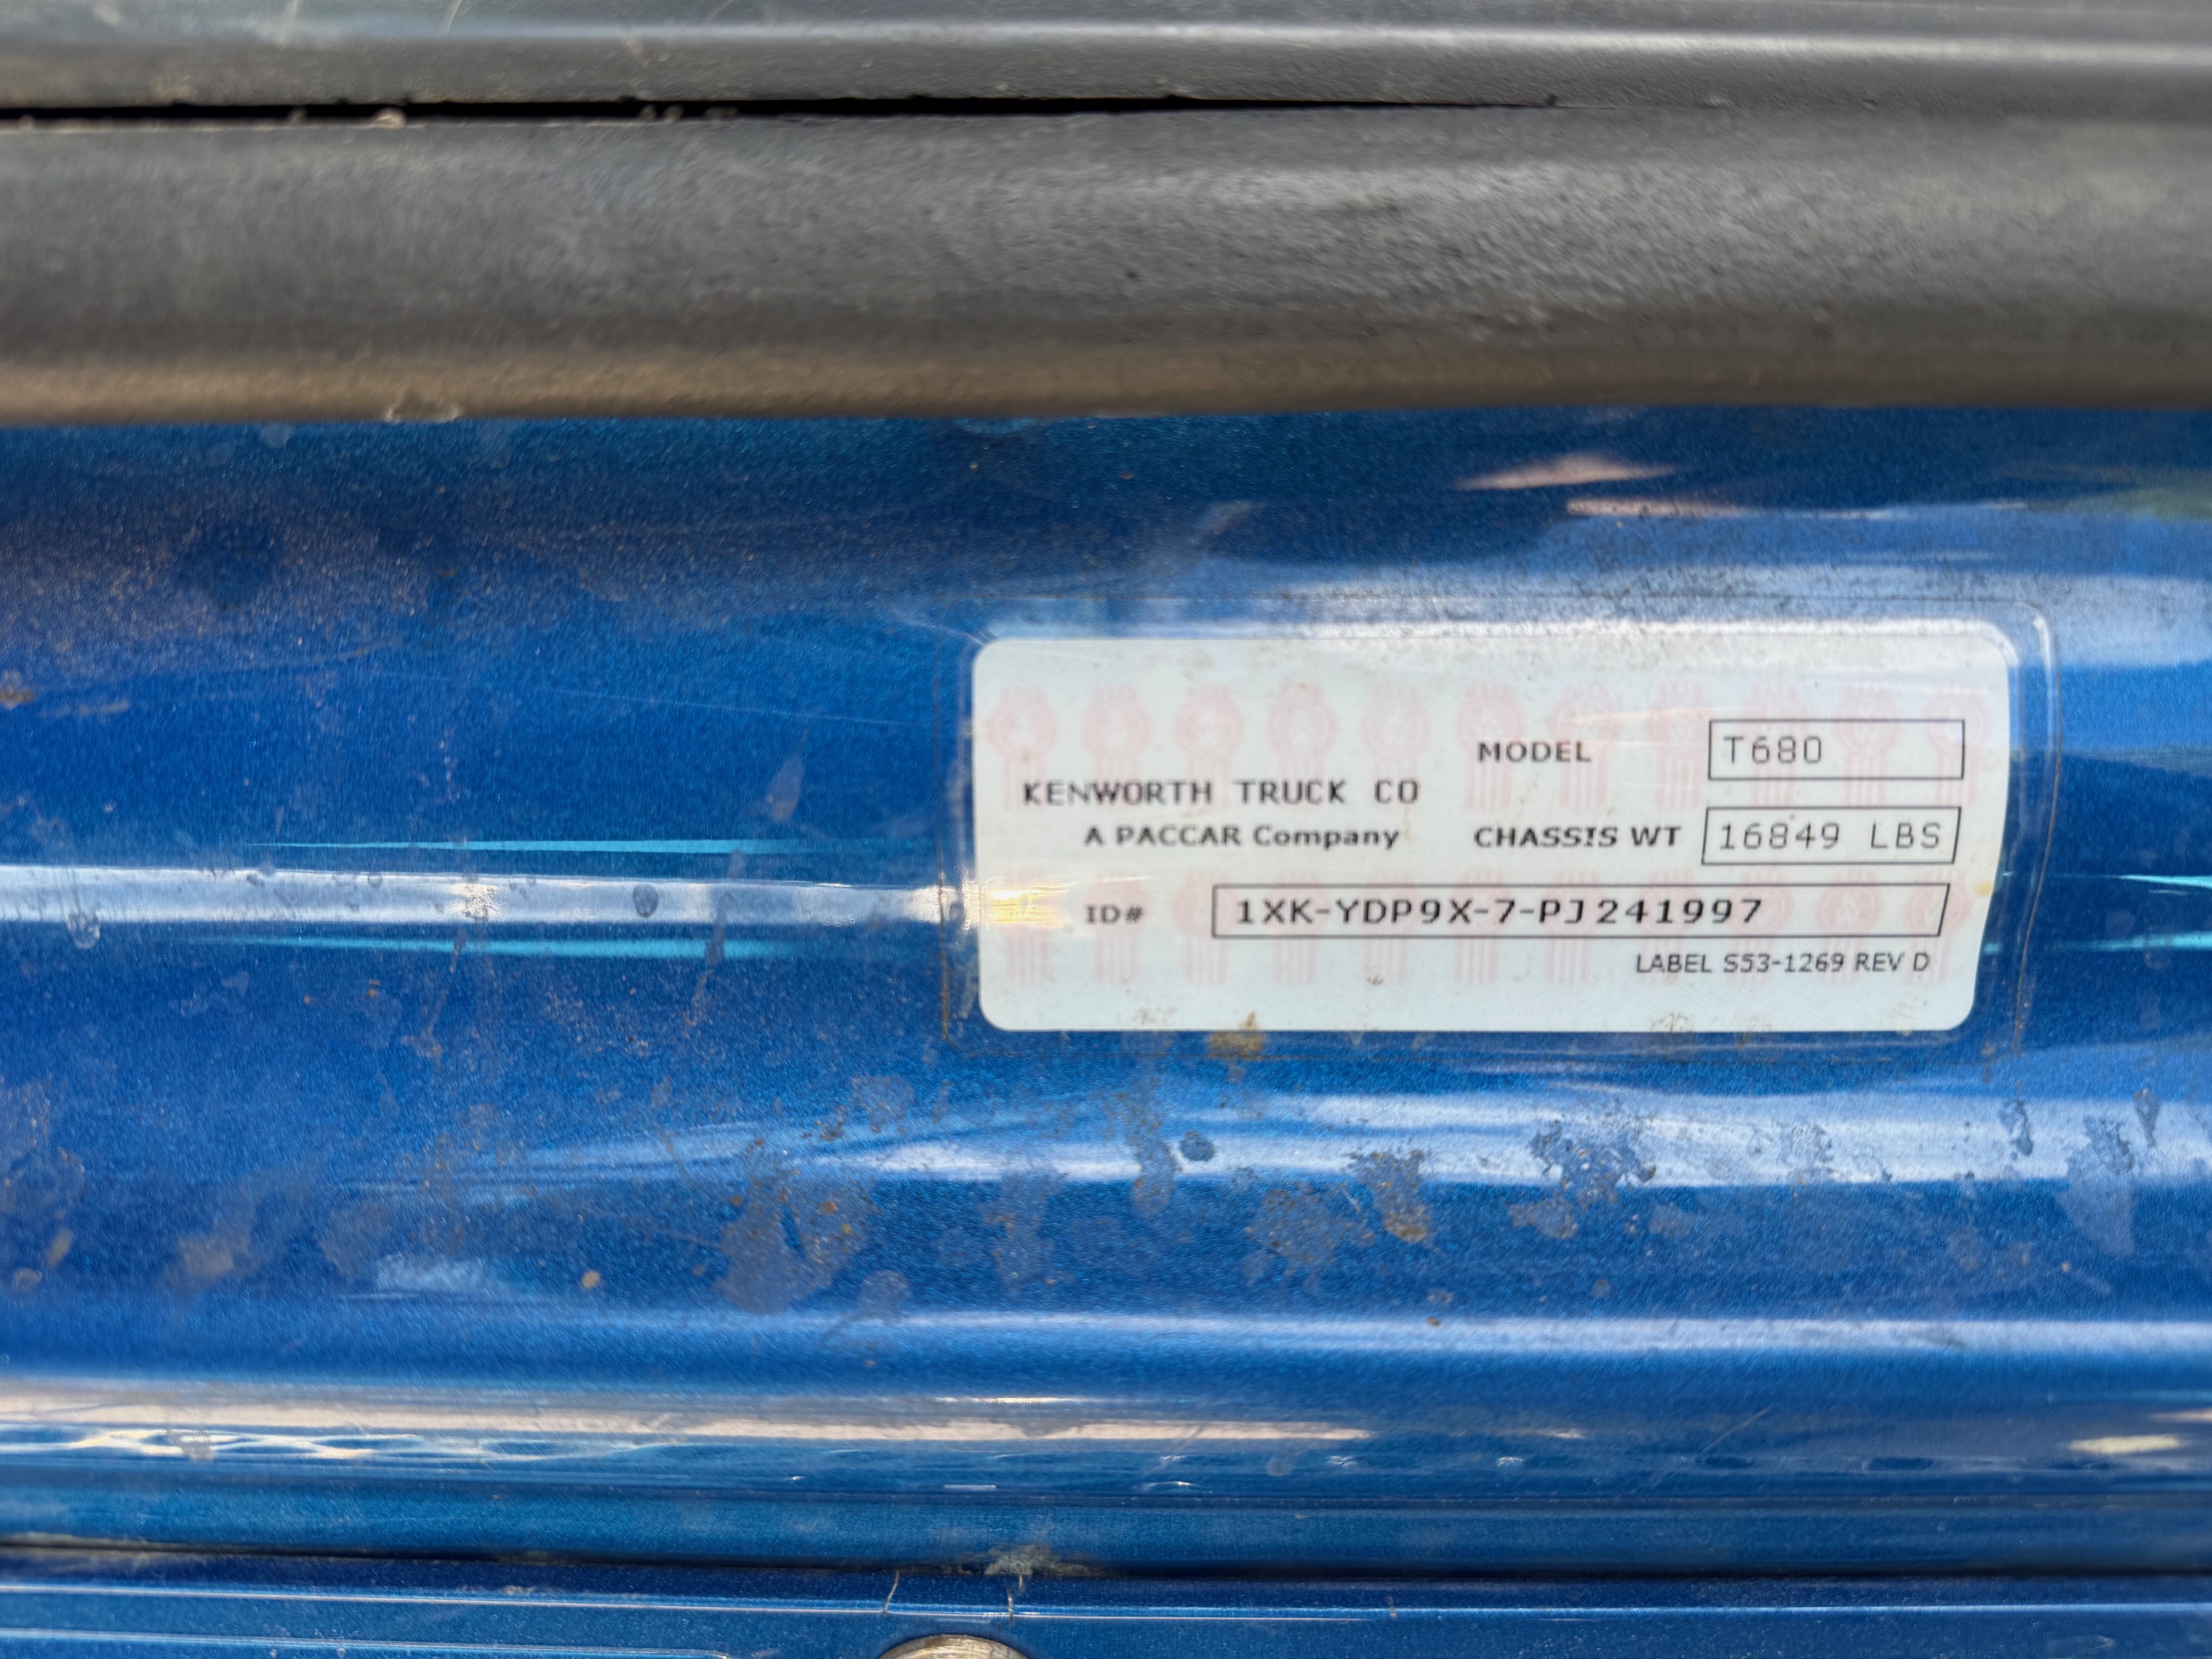 MODEL T680
KENWORTH TRUCK CO
A PACCAR Company CHASSIS WT 16849 LBS
ID# 1XK-YDP9X-7-PJ241997
LABEL S53-1269 REV D